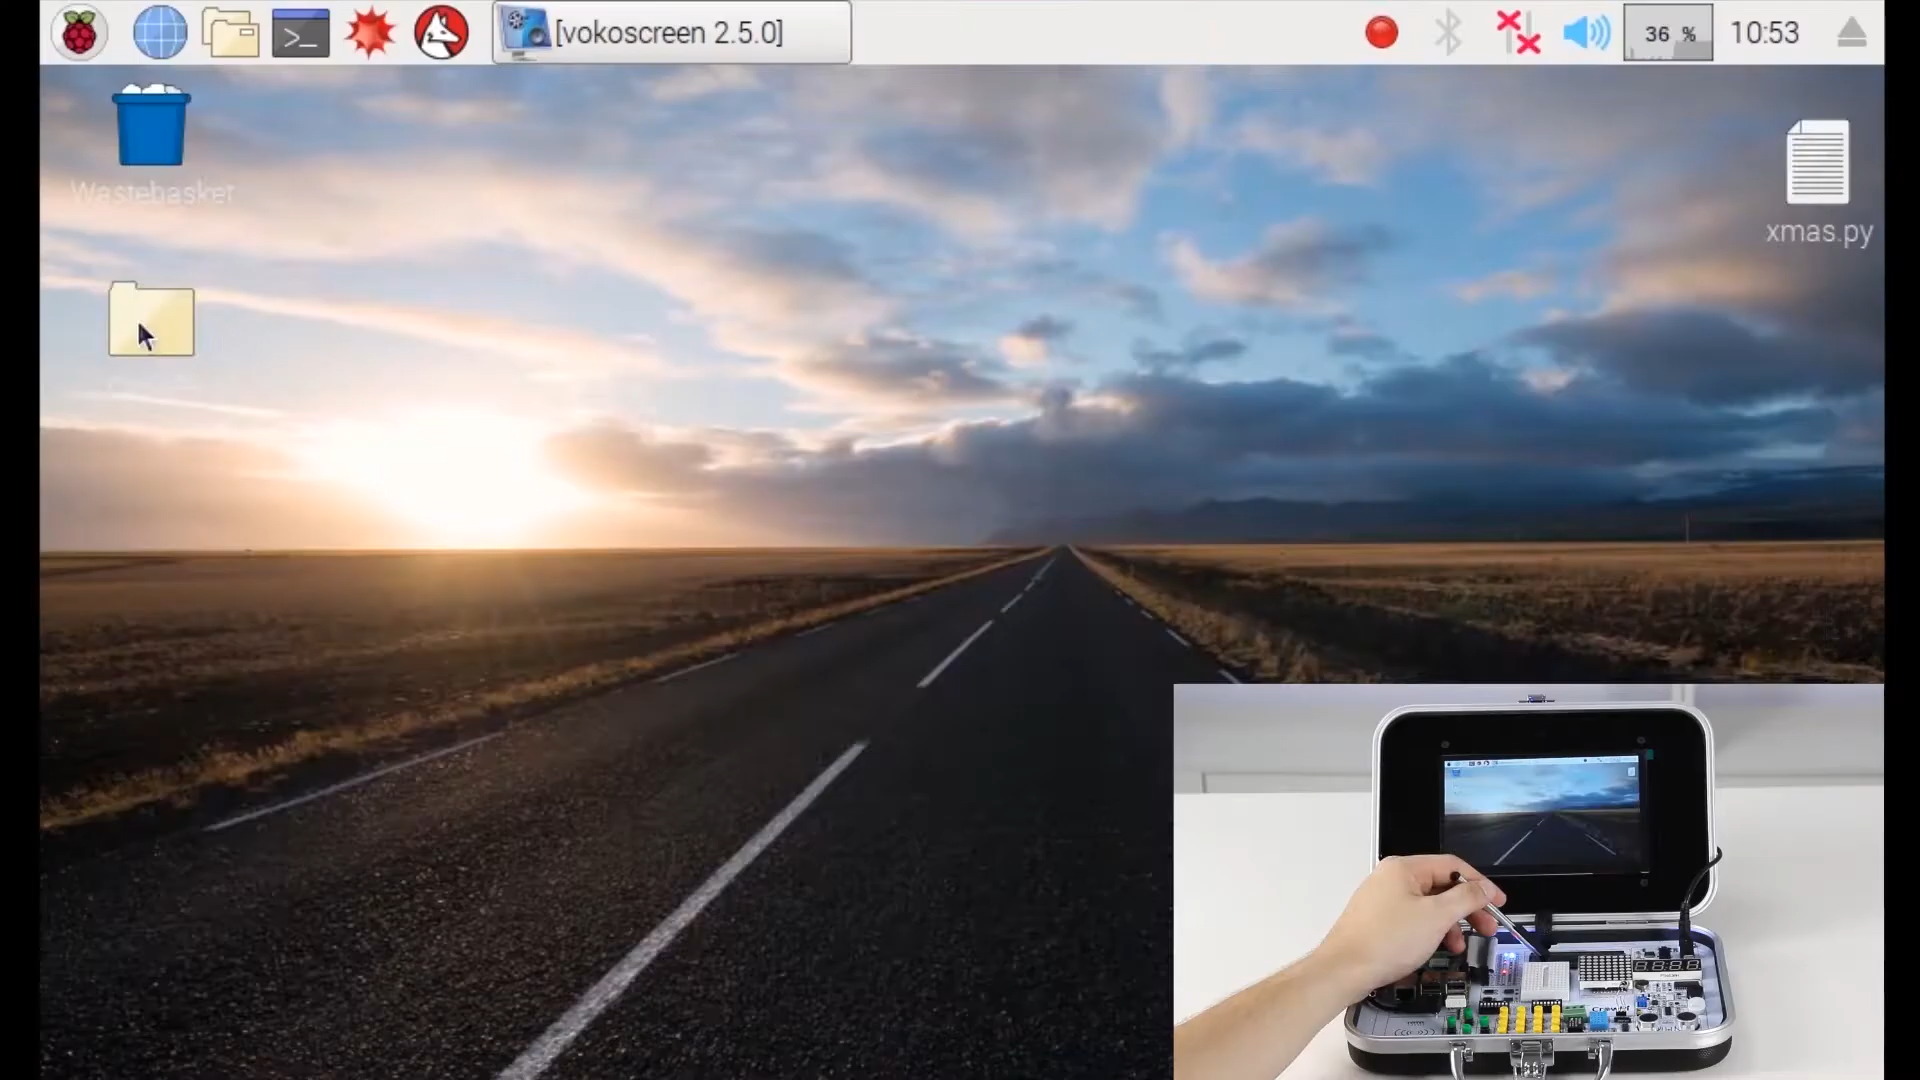 >_
[vokoscreen 2.5.0]
36 %
10:53
Wastebasket
xmas.py